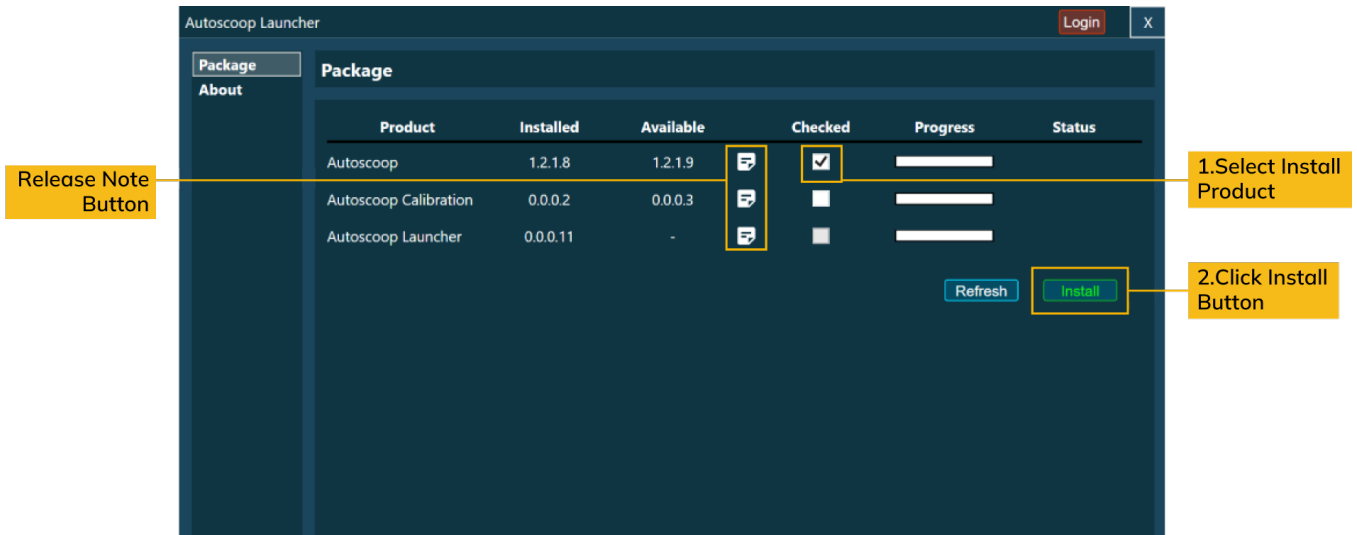 Autoscoop Launcher Login X
Package
About
Package
Product Installed Available Checked Progress Status
Autoscoop 1.2.1.8 1.2.1.9
Autoscoop Calibration 0.0.0.2 0.0.0.3
Autoscoop Launcher 0.0.0.11 -
Refresh Install
Release Note
Button
1.Select Install
Product
2.Click Install
Button